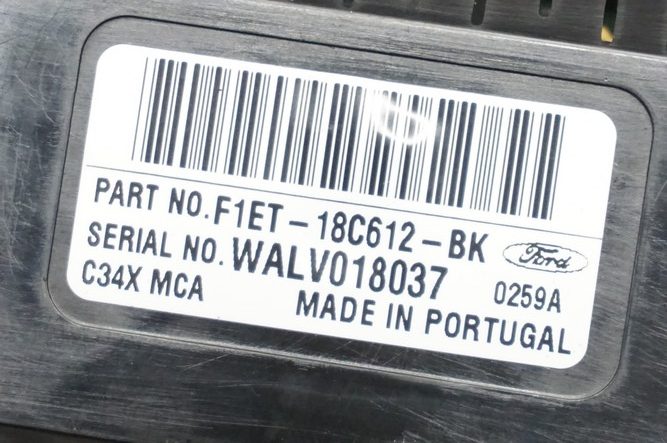 PART NO. F1ET-18C612-BK
SERIAL NO. WALV018037
Ford
C34X MCA
0259A
MADE IN PORTUGAL